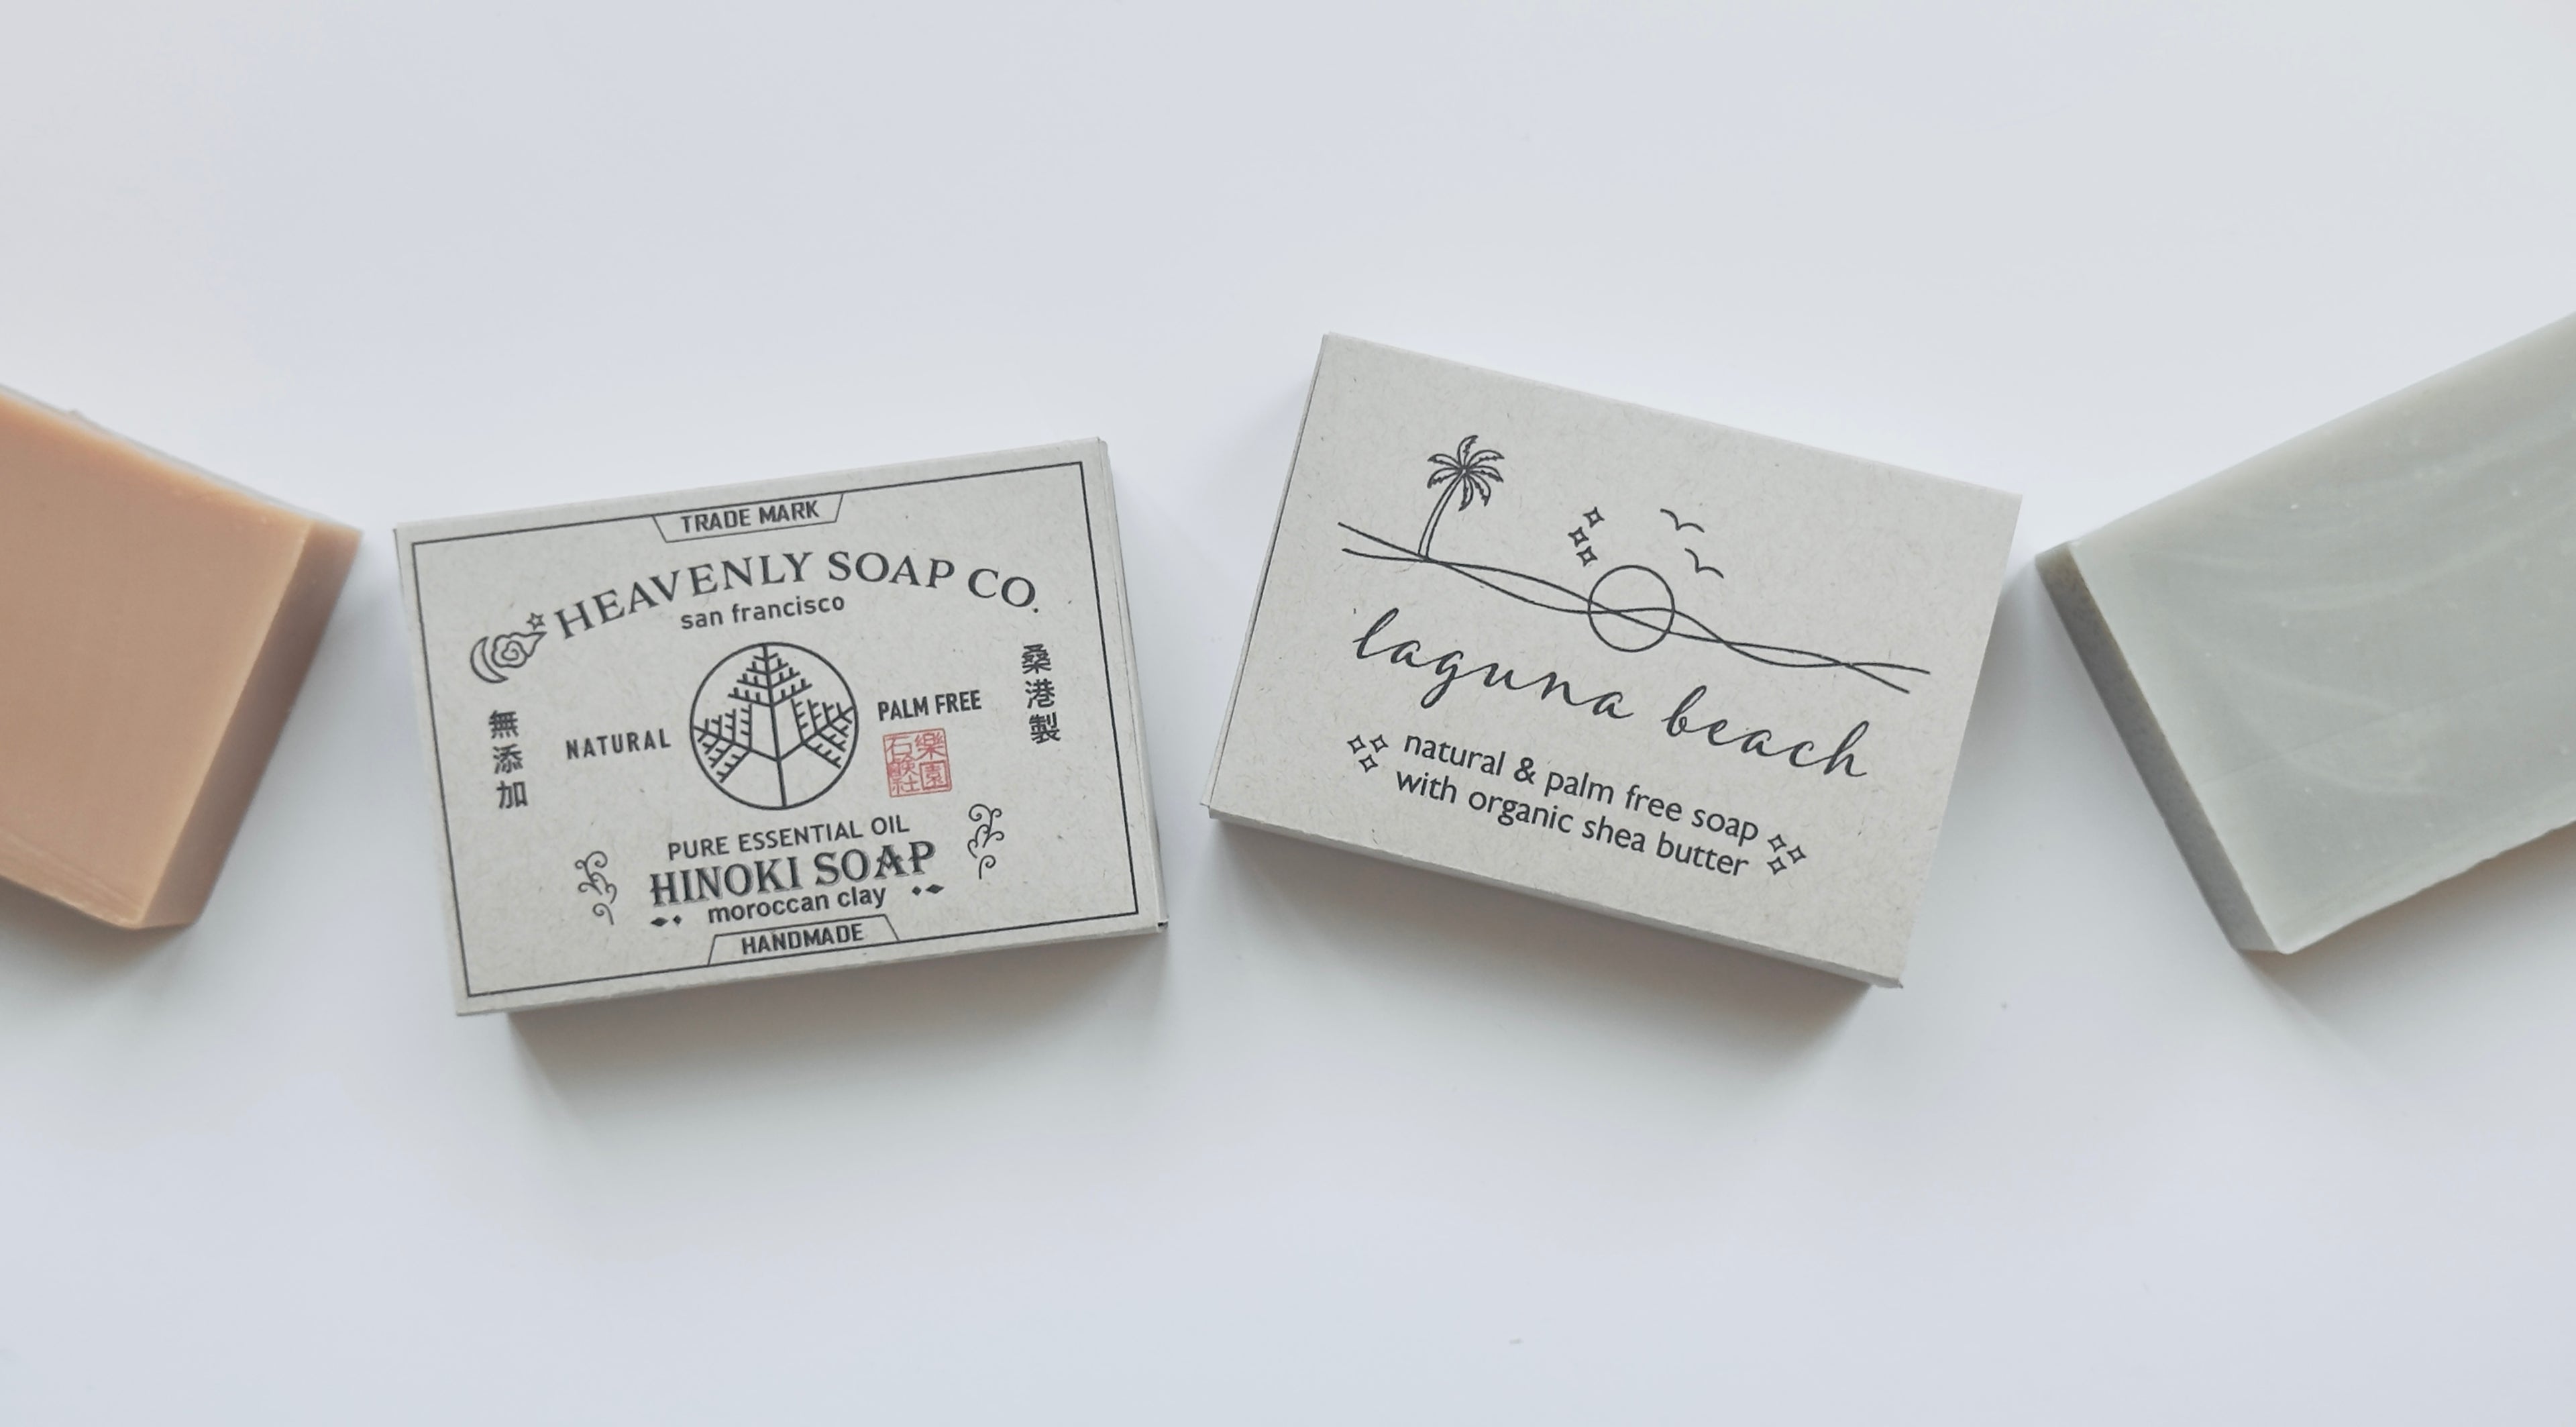 TRADE MARK
HEAVENLY SOAP CO.
san francisco
無添加
NATURAL
PALM FREE
桑港製
樂園
石鹸社
PURE ESSENTIAL OIL
HINOKI SOAP
moroccan clay
HANDMADE
laguna beach
natural & palm free soap
with organic shea butter